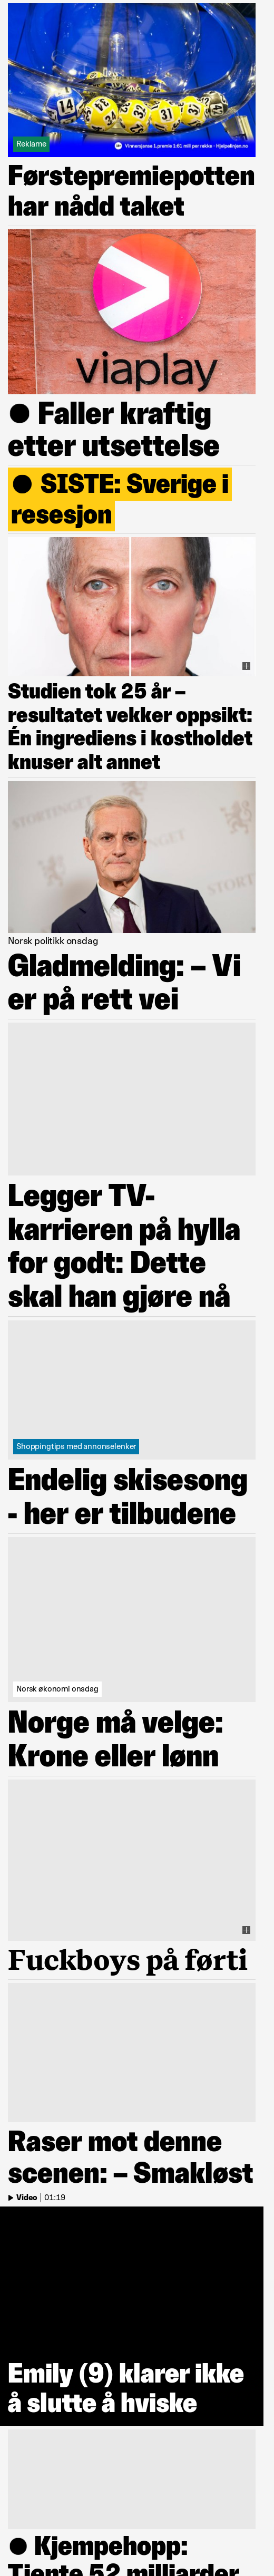 14
33
31
Reklame
Vinnersjanse 1.premie 1:61 mill per rekke - Hjelpelinjen.no
Førstepremiepotten
har nådd taket
viaplay
● Faller kraftig
etter utsettelse
● SISTE: Sverige i
resesjon
Studien tok 25 år –
resultatet vekker oppsikt:
Én ingrediens i kostholdet
knuser alt annet
STORTINGET
STORTI
Norsk politikk onsdag
Gladmelding: – Vi
er på rett vei
Legger TV-
karrieren på hylla
for godt: Dette
skal han gjøre nå
Shoppingtips med annonselenker
Endelig skisesong
- her er tilbudene
Norsk økonomi onsdag
Norge må velge:
Krone eller lønn
Fuckboys på førti
Raser mot denne
scenen: – Smakløst
Video | 01:19
Emily (9) klarer ikke
å slutte å hviske
● Kjempehopp:
Tjente 52 milliarder